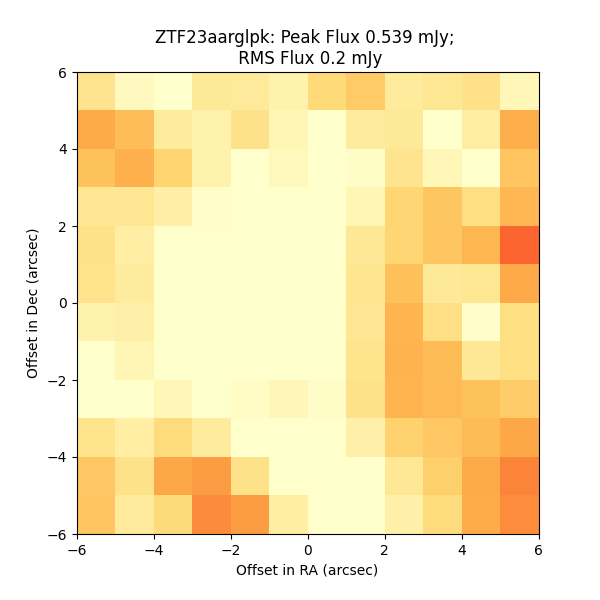 ZTF23aarglpk: Peak Flux 0.539 mJy;
RMS Flux 0.2 mJy
6
4
2
0
−2
−4
−6
Offset in Dec (arcsec)
−6 −4 −2 0 2 4 6
Offset in RA (arcsec)